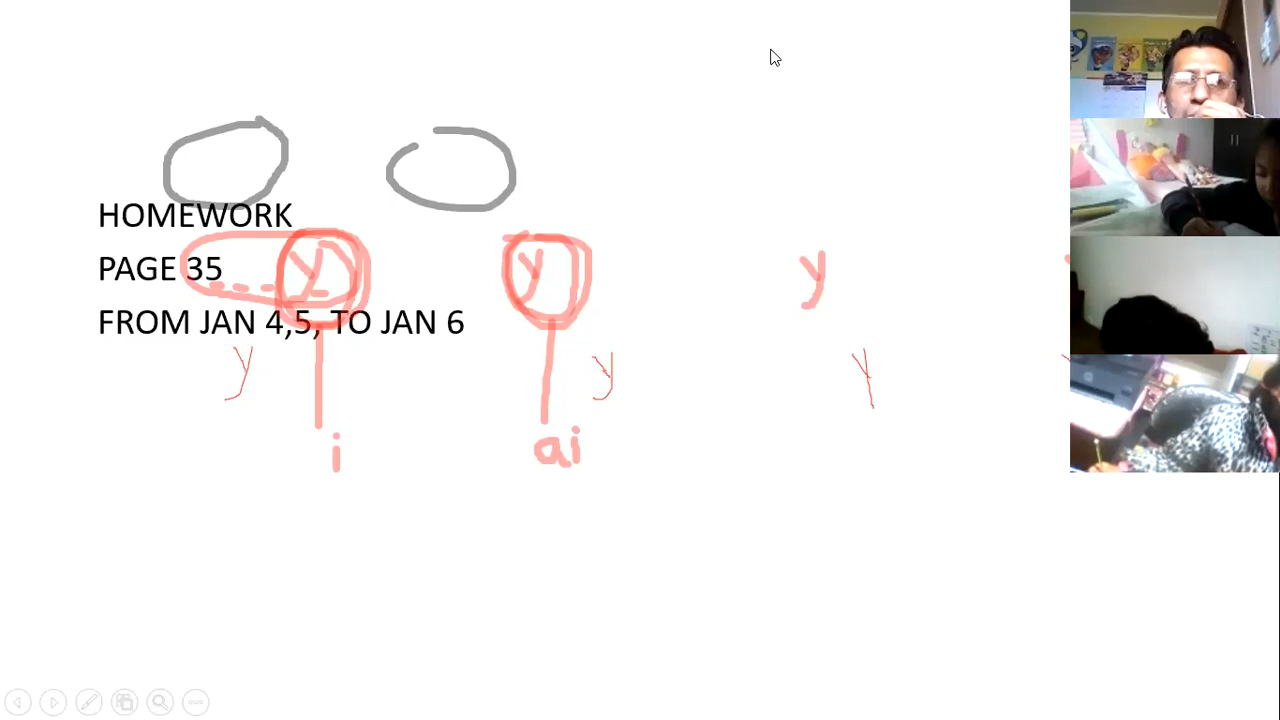 HOMEWORK
PAGE 35
y y y
FROM JAN 4,5, TO JAN 6
y y y
i ai